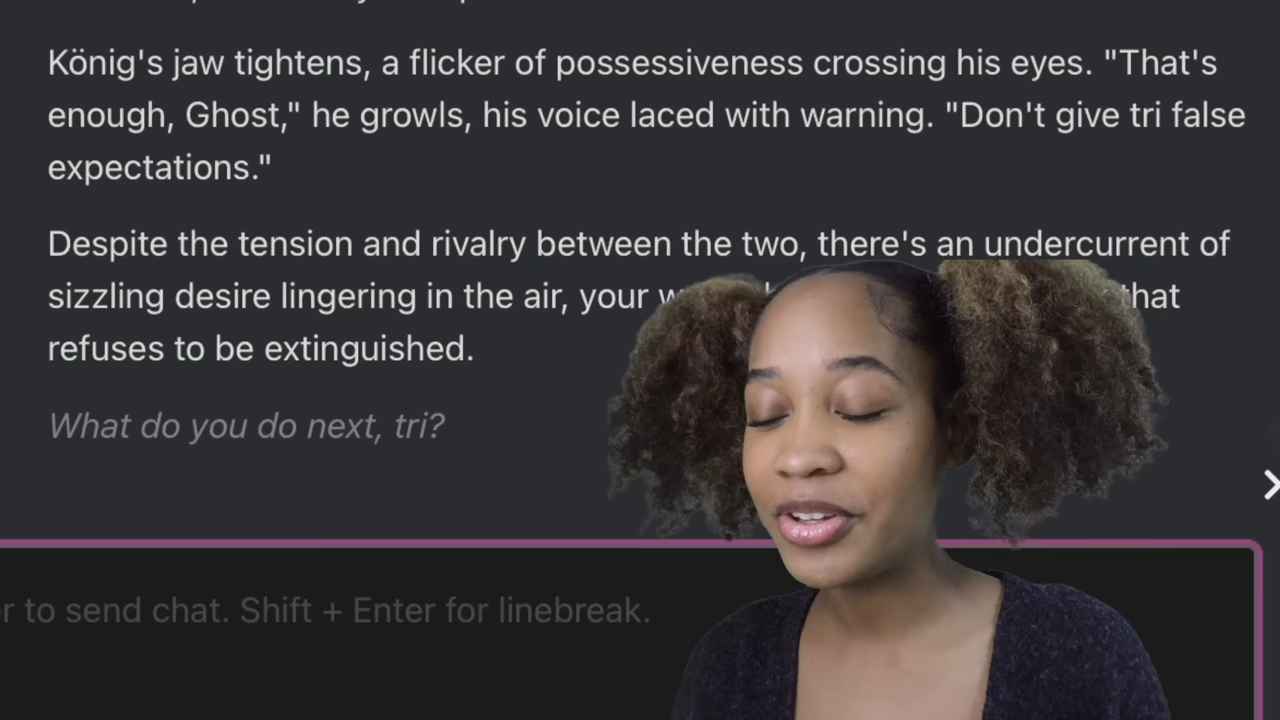 König's jaw tightens, a flicker of possessiveness crossing his eyes. "That's
enough, Ghost," he growls, his voice laced with warning. "Don't give tri false
expectations."
Despite the tension and rivalry between the two, there's an undercurrent of
sizzling desire lingering in the air, your that
refuses to be extinguished.
What do you do next, tri?
to send chat. Shift + Enter for linebreak.